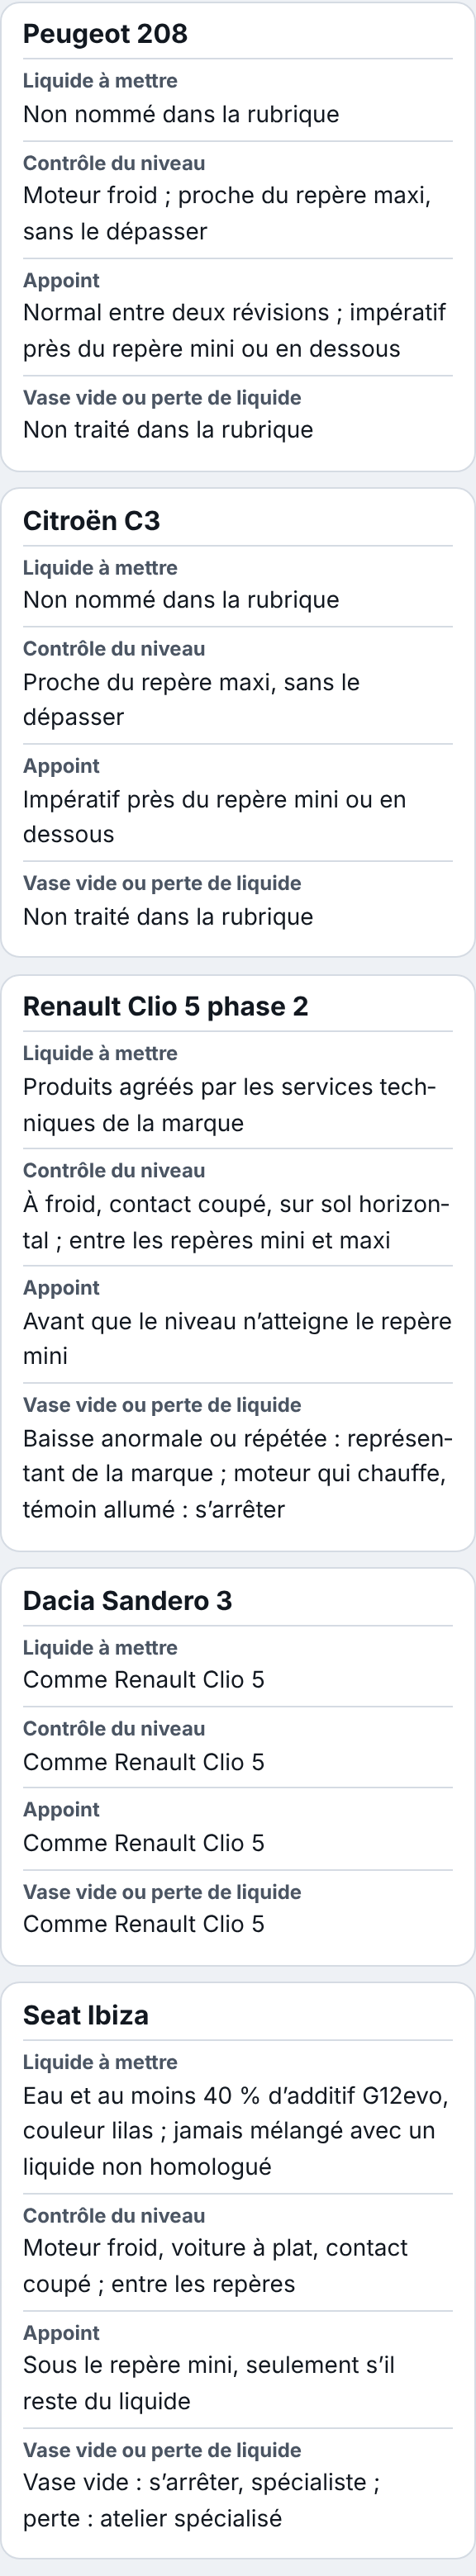 Peugeot 208
Liquide à mettre
Non nommé dans la rubrique
Contrôle du niveau
Moteur froid ; proche du repère maxi,
sans le dépasser
Appoint
Normal entre deux révisions ; impératif
près du repère mini ou en dessous
Vase vide ou perte de liquide
Non traité dans la rubrique
Citroën C3
Liquide à mettre
Non nommé dans la rubrique
Contrôle du niveau
Proche du repère maxi, sans le
dépasser
Appoint
Impératif près du repère mini ou en
dessous
Vase vide ou perte de liquide
Non traité dans la rubrique
Renault Clio 5 phase 2
Liquide à mettre
Produits agréés par les services tech-
niques de la marque
Contrôle du niveau
À froid, contact coupé, sur sol horizon-
tal ; entre les repères mini et maxi
Appoint
Avant que le niveau n’atteigne le repère
mini
Vase vide ou perte de liquide
Baisse anormale ou répétée : représen-
tant de la marque ; moteur qui chauffe,
témoin allumé : s’arrêter
Dacia Sandero 3
Liquide à mettre
Comme Renault Clio 5
Contrôle du niveau
Comme Renault Clio 5
Appoint
Comme Renault Clio 5
Vase vide ou perte de liquide
Comme Renault Clio 5
Seat Ibiza
Liquide à mettre
Eau et au moins 40 % d’additif G12evo,
couleur lilas ; jamais mélangé avec un
liquide non homologué
Contrôle du niveau
Moteur froid, voiture à plat, contact
coupé ; entre les repères
Appoint
Sous le repère mini, seulement s’il
reste du liquide
Vase vide ou perte de liquide
Vase vide : s’arrêter, spécialiste ;
perte : atelier spécialisé